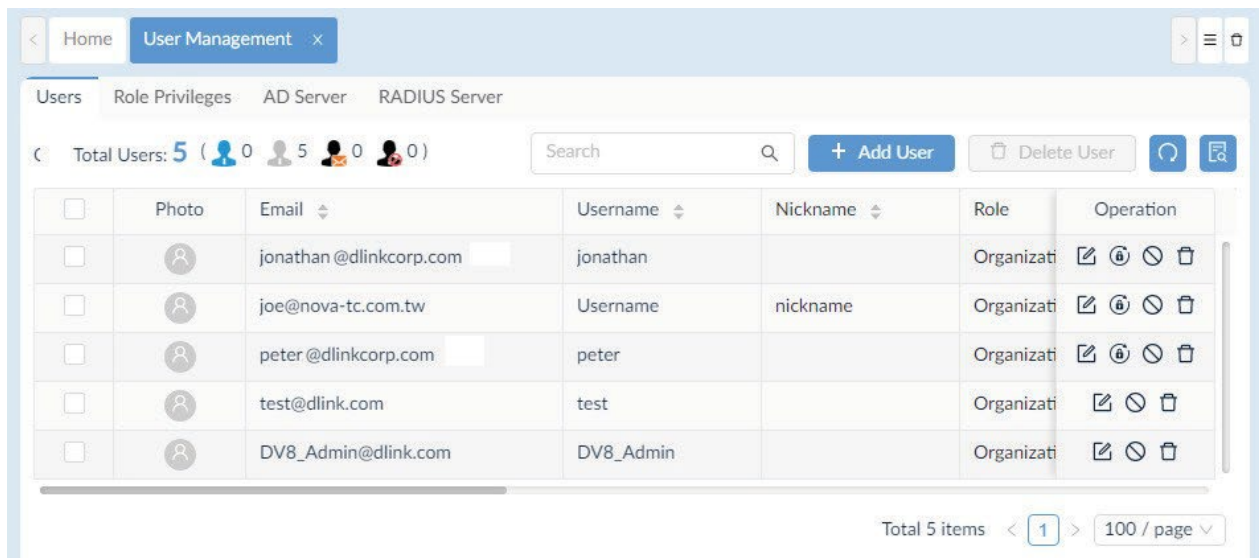 Home User Management ×
Users Role Privileges AD Server RADIUS Server
Total Users: 5 ( 0 5 0 0 ) Search + Add User Delete User
Photo Email Username Nickname Role Operation
jonathan @dlinkcorp.com jonathan Organizati
joe@nova-tc.com.tw Username nickname Organizati
peter @dlinkcorp.com peter Organizati
test@dlink.com test Organizati
DV8_Admin@dlink.com DV8_Admin Organizati
Total 5 items < 1 > 100 / page